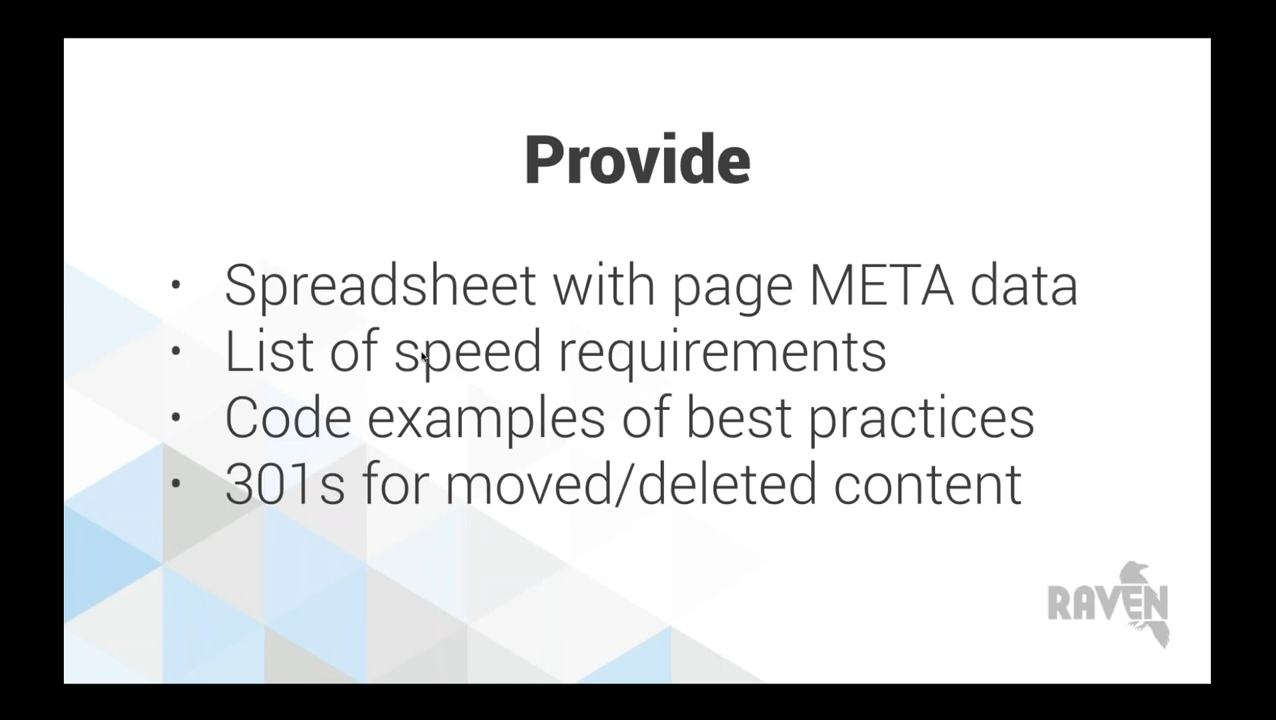 Provide
• Spreadsheet with page META data
• List of speed requirements
• Code examples of best practices
• 301s for moved/deleted content
RAVEN